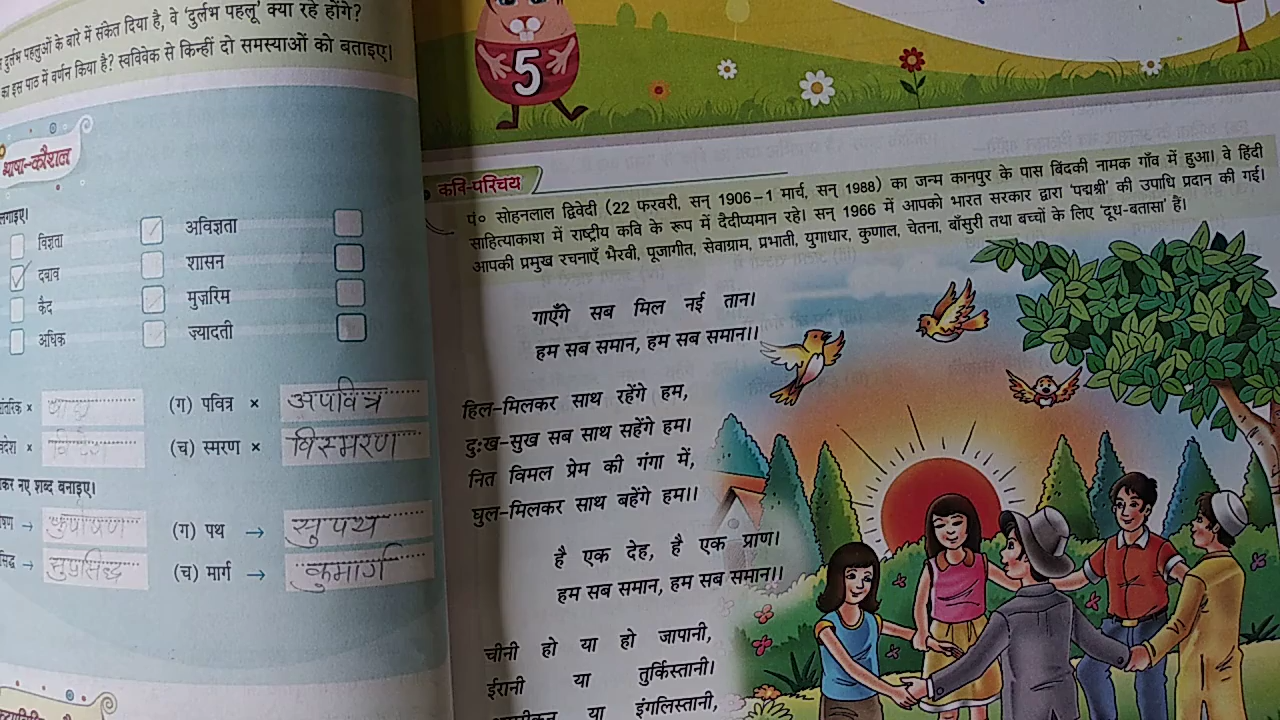 दुर्लभ पहलुओं के बारे में संकेत दिया है, वे 'दुर्लभ पहलू' क्या रहे होंगे?
का इस पाठ में वर्णन किया है? स्वविवेक से किन्हीं दो समस्याओं को बताइए।
भाषा-कौशल
लगाइए।
विज्ञता
अविज्ञता
दबाव
शासन
कैद
मुज़रिम
अधिक
ज़्यादती
×
(ग) पवित्र × अपवित्र
×
(च) स्मरण × विस्मरण
कर नए शब्द बनाइए।
→
(ग) पथ → सुपथ
→ सुप्रसिद्ध
(च) मार्ग → कुमार्ग
5
कवि-परिचय
पं० सोहनलाल द्विवेदी (22 फरवरी, सन् 1906–1 मार्च, सन् 1988) का जन्म कानपुर के पास बिंदकी नामक गाँव में हुआ। वे हिंदी
साहित्याकाश में राष्ट्रीय कवि के रूप में दैदीप्यमान रहे। सन् 1966 में आपको भारत सरकार द्वारा 'पद्मश्री' की उपाधि प्रदान की गई।
आपकी प्रमुख रचनाएँ भैरवी, पूजागीत, सेवाग्राम, प्रभाती, युगाधार, कुणाल, चेतना, बाँसुरी तथा बच्चों के लिए 'दूध-बतासा' है।
गाएँगे सब मिल नई तान।
हम सब समान, हम सब समान।।
हिल-मिलकर साथ रहेंगे हम,
दुःख-सुख सब साथ सहेंगे हम।
नित विमल प्रेम की गंगा में,
घुल-मिलकर साथ बहेंगे हम।।
है एक देह, है एक प्राण।
हम सब समान, हम सब समान।।
चीनी हो या हो जापानी,
ईरानी या तुर्किस्तानी।
या इंगलिस्तानी,